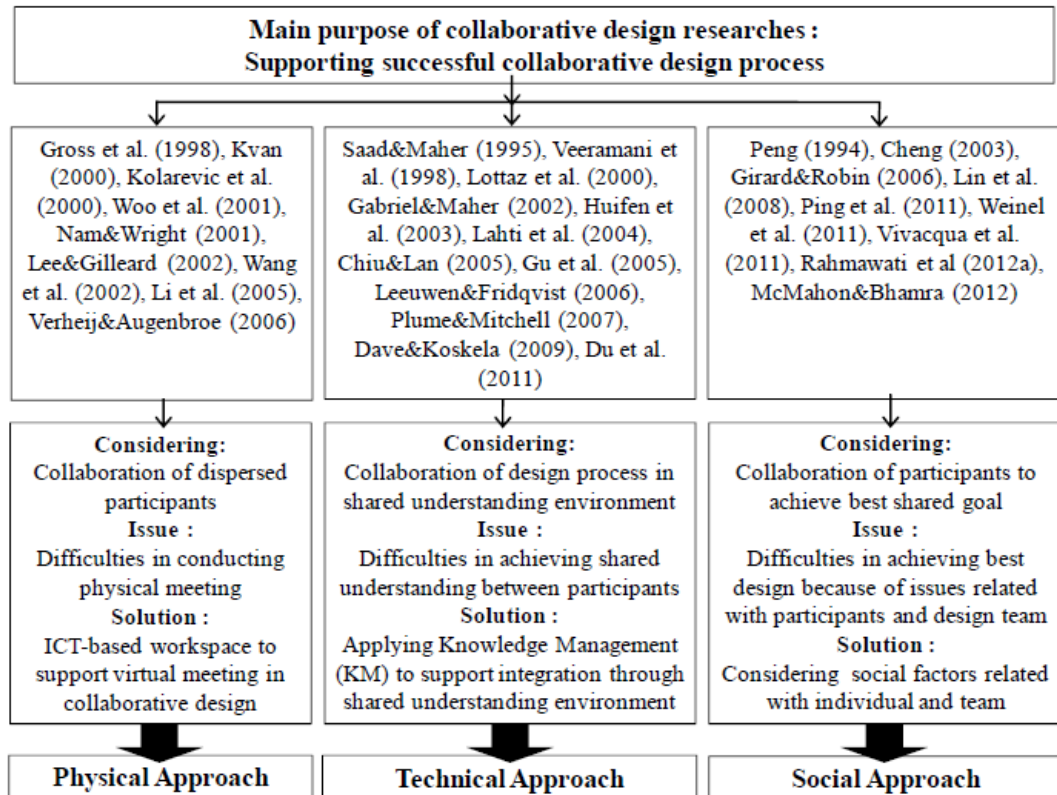 Main purpose of collaborative design researches :
Supporting successful collaborative design process
Gross et al. (1998), Kvan
(2000), Kolarevic et al.
(2000), Woo et al. (2001),
Nam&Wright (2001),
Lee&Gilleard (2002), Wang
et al. (2002), Li et al. (2005),
Verheij&Augenbroe (2006)
Saad&Maher (1995), Veeramani
et al. (1998), Lottaz et al. (2000),
Gabriel&Maher (2002), Huifen
et al. (2003), Lahti et al. (2004),
Chiu&Lan (2005), Gu et al. (2005),
Leeuwen&Fridqvist (2006),
Plume&Mitchell (2007),
Dave&Koskela (2009), Du et al.
(2011)
Peng (1994), Cheng (2003),
Girard&Robin (2006), Lin et al.
(2008), Ping et al. (2011), Weinel
et al. (2011), Vivacqua et al.
(2011), Rahmawati et al (2012a),
McMahon&Bhamra (2012)
Considering:
Collaboration of dispersed
participants
Issue :
Difficulties in conducting
physical meeting
Solution :
ICT-based workspace to
support virtual meeting in
collaborative design
Considering:
Collaboration of design process in
shared understanding environment
Issue :
Difficulties in achieving shared
understanding between participants
Solution :
Applying Knowledge Management
(KM) to support integration through
shared understanding environment
Considering:
Collaboration of participants to
achieve best shared goal
Issue :
Difficulties in achieving best
design because of issues related
with participants and design team
Solution :
Considering social factors related
with individual and team
Physical Approach
Technical Approach
Social Approach